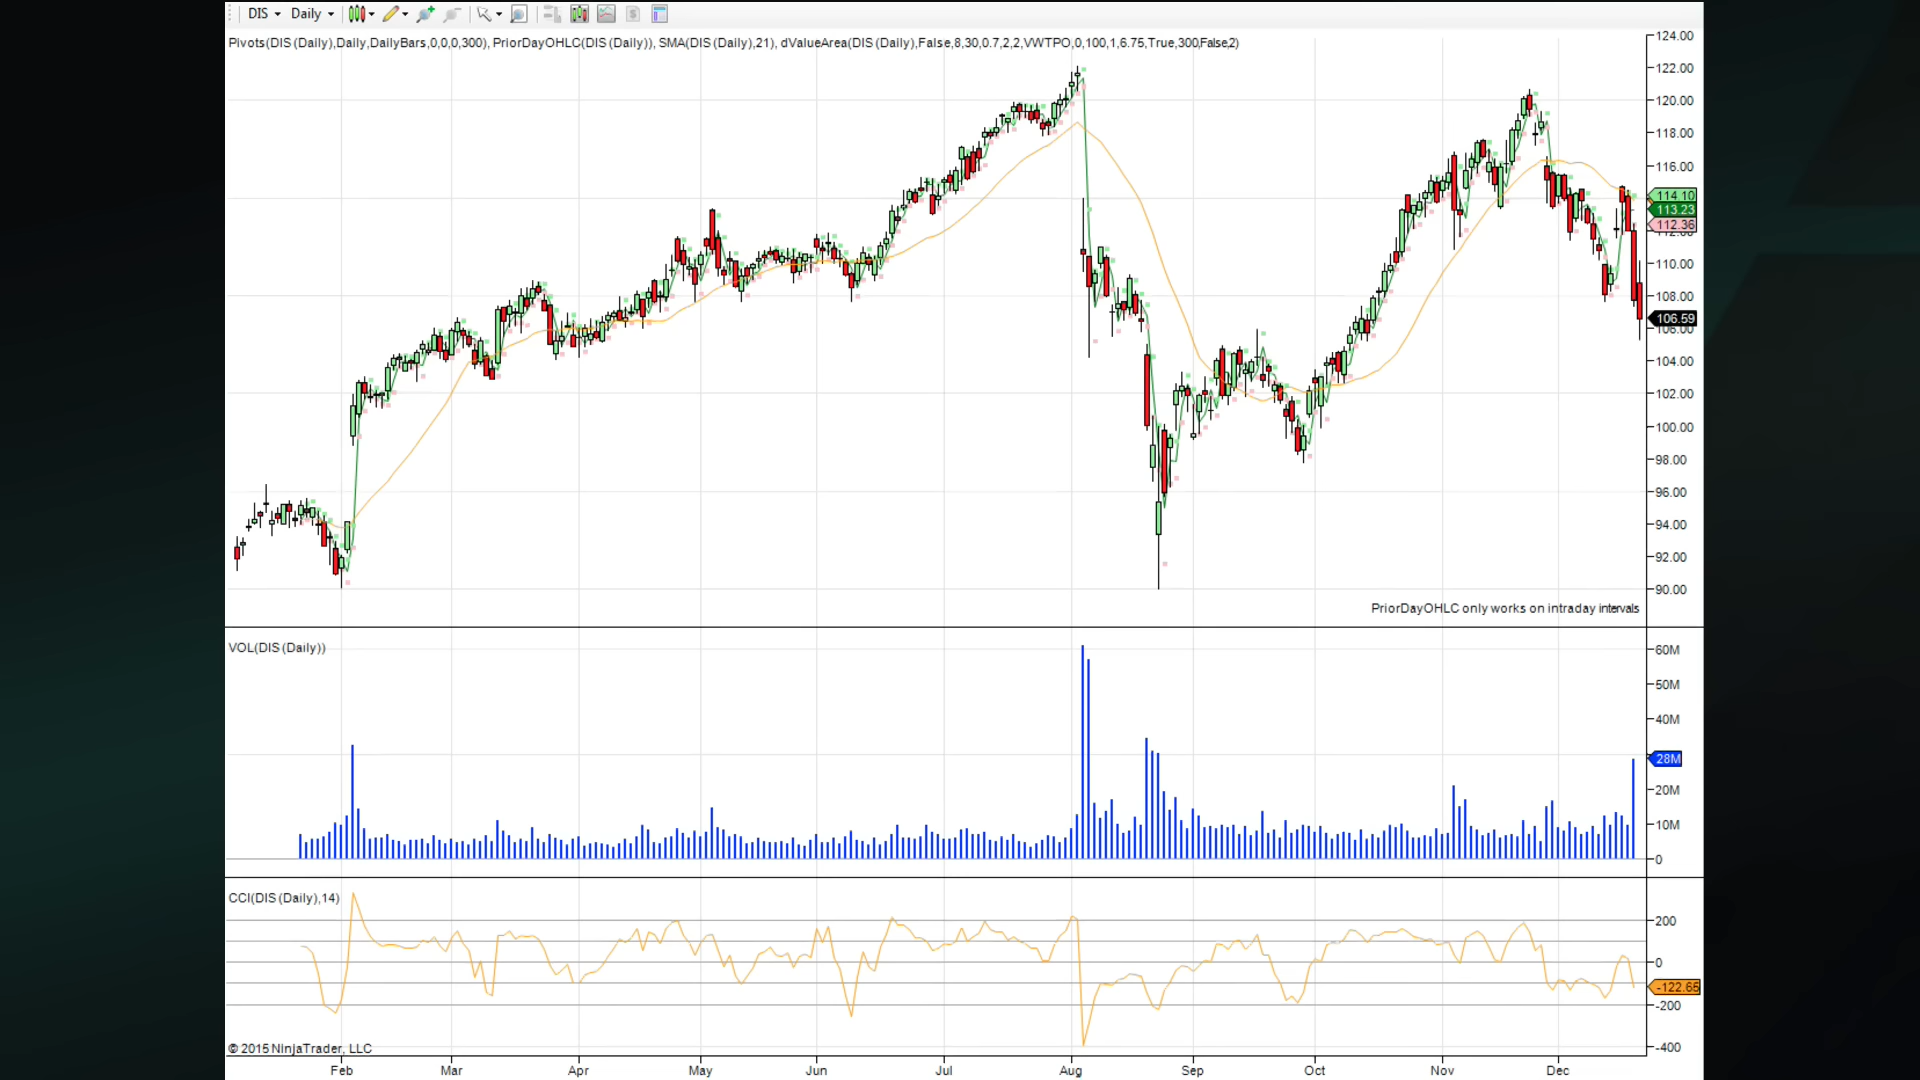 DIS Daily
Pivots(DIS (Daily),Daily,DailyBars,0,0,0,300), PriorDayOHLC(DIS (Daily)), SMA(DIS (Daily),21), dValueArea(DIS (Daily),False,8,30,0.7,2,2,VWTPO,0,100,1,6.75,True,300,False,2)
124.00
122.00
120.00
118.00
116.00
114.10
113.23
112.36
112.00
110.00
108.00
106.59
106.00
104.00
102.00
100.00
98.00
96.00
94.00
92.00
90.00
PriorDayOHLC only works on intraday intervals
VOL(DIS (Daily))
60M
50M
40M
28M
20M
10M
0
CCI(DIS (Daily),14)
200
0
-122.65
-200
-400
© 2015 NinjaTrader, LLC
Feb Mar Apr May Jun Jul Aug Sep Oct Nov Dec